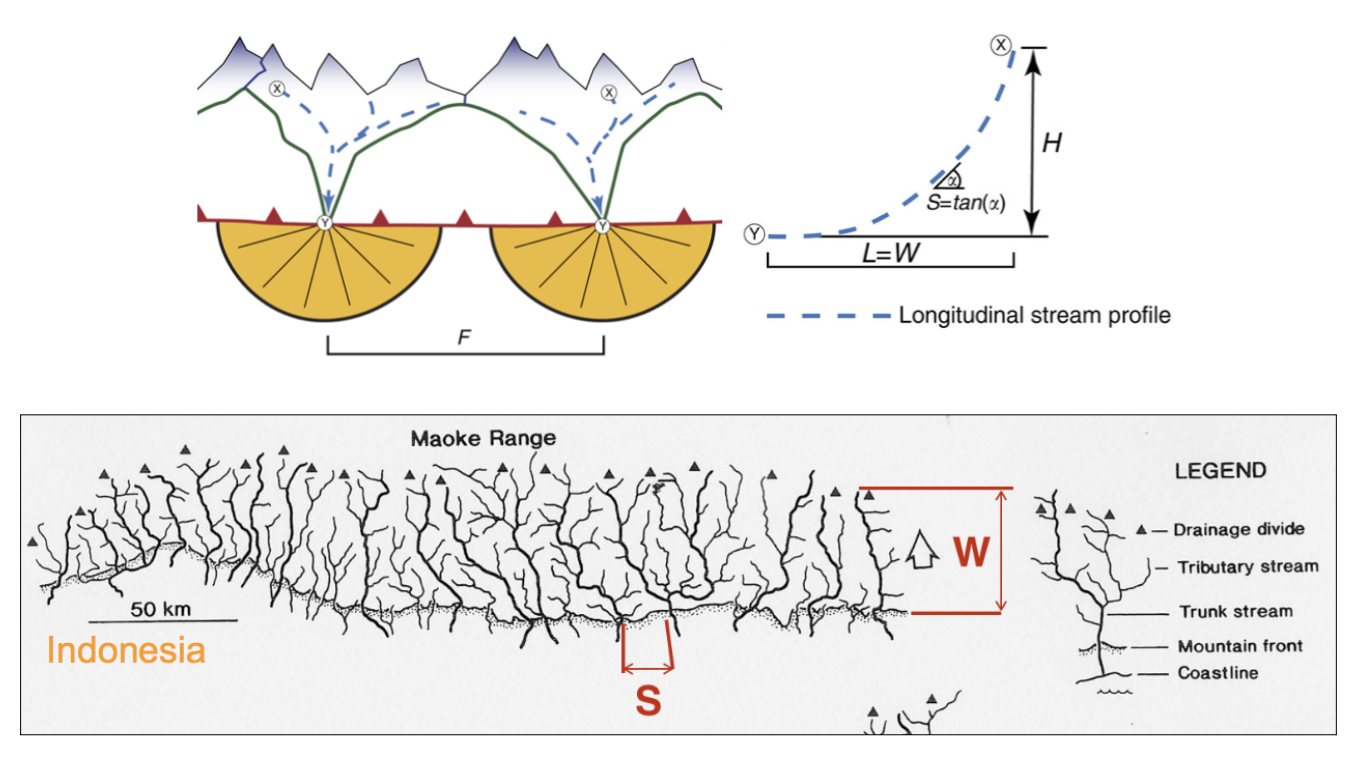 X
X
Y
Y
F
X
H
α
S=tan(α)
Y
L=W
Longitudinal stream profile
Maoke Range
50 km
Indonesia
S
W
LEGEND
Drainage divide
Tributary stream
Trunk stream
Mountain front
Coastline